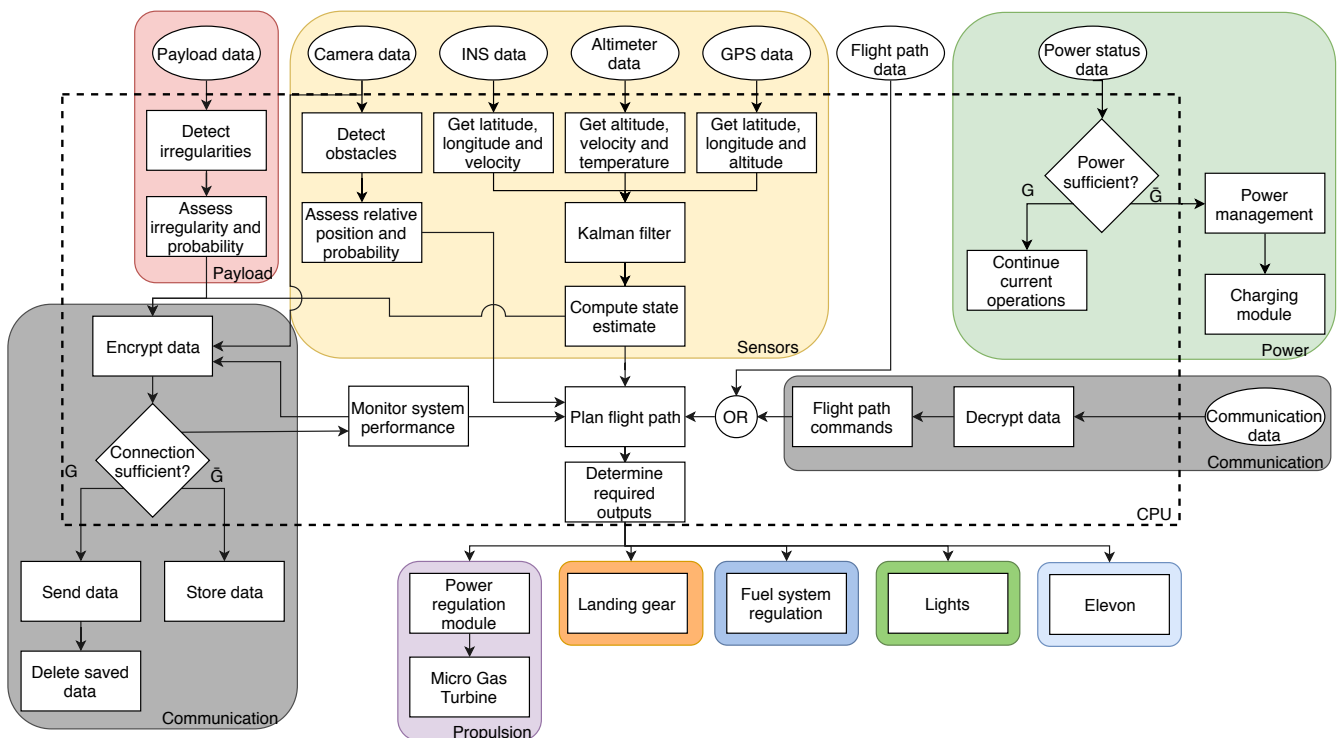 Payload data
Camera data
INS data
Altimeter
data
GPS data
Flight path
data
Power status
data
Detect
irregularities
Detect
obstacles
Get latitude,
longitude and
velocity
Get altitude,
velocity and
temperature
Get latitude,
longitude and
altitude
Power
sufficient?
G
Ḡ
Assess
irregularity and
probability
Payload
Assess relative
position and
probability
Kalman filter
Power
management
Continue
current
operations
Charging
module
Power
Compute state
estimate
Sensors
Encrypt data
Monitor system
performance
Plan flight path
OR
Flight path
commands
Decrypt data
Communication
data
Communication
Connection
sufficient?
G
Ḡ
Determine
required
outputs
CPU
Send data
Store data
Delete saved
data
Communication
Power
regulation
module
Micro Gas
Turbine
Propulsion
Landing gear
Fuel system
regulation
Lights
Elevon